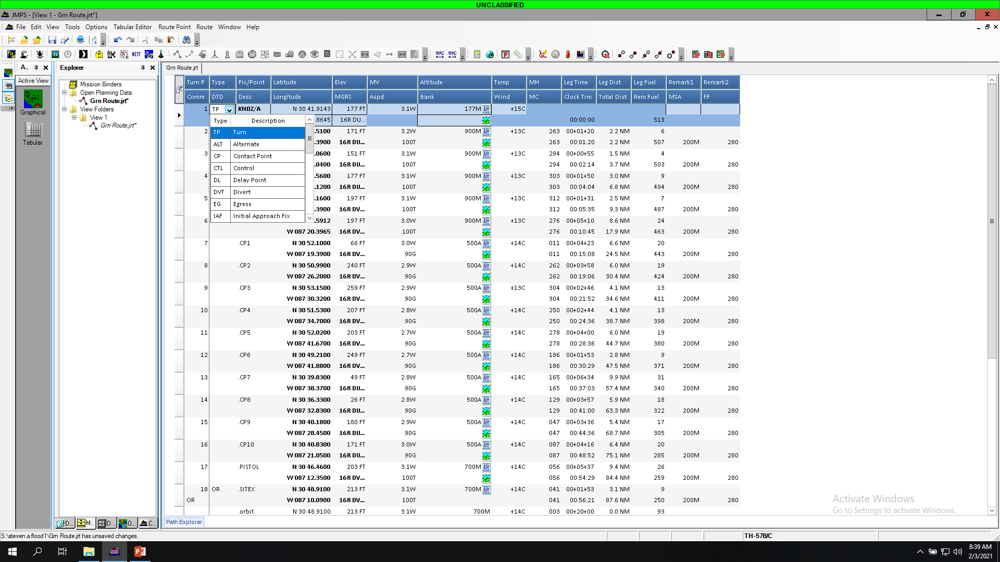 UNCLASSIFIED
JMPS - [View 1 - Grn Route.jrt*]
File Edit View Tools Options Tabular Editor Route Point Route Window Help
TV NITF WPC WPC
A... Explorer Grn Route.jrt
Active View
Graphical
Tabular
Mission Binders
Open Planning Data
Grn Route.jrt*
View Folders
View 1
Grn Route.jrt*
Turn P Type Fix/Point Latitude Elev MV Altitude Temp MH Leg Time Leg Dist Leg Fuel Remark1 Remark2
Comm DTD Desc Longitude MGRS Aspd Bank Wind MC Clock Tim Total Dist Rem Fuel MSA FF
1 TP KNDZ/A N 30 41.9143 177 FT 3.1W 177M Alt +15C
.8645 16R DU... 00:00:00 513
Type Description
TP Turn
ALT Alternate
CP Contact Point
CTL Control
DL Delay Point
DVT Divert
EG Egress
IAF Initial Approach Fix
2 .5100 171 FT 3.2W 900M Alt +13C 263 00+01+20 2.2 NM 6
.3900 16R DU... 100T 263 00:01:20 2.2 NM 507 200M 280
3 .0600 151 FT 3.1W 900M Alt +13C 294 00+00+55 1.5 NM 4
.0400 16R DU... 100T 294 00:02:14 3.7 NM 503 200M 280
4 .5600 177 FT 3.1W 900M Alt +13C 303 00+01+50 3.0 NM 9
.1200 16R DU... 100T 303 00:04:04 6.8 NM 494 200M 280
5 .1600 197 FT 3.1W 900M Alt +13C 312 00+01+31 2.5 NM 7
.3900 16R DV... 100T 312 00:05:35 9.3 NM 487 200M 280
6 .5912 197 FT 3.0W 900M Alt +13C 276 00+05+10 8.6 NM 24
W 087 20.3965 16R DV... 100T 276 00:10:45 17.9 NM 463 200M 280
7 .CP1 N 30 52.1000 66 FT 3.0W 500A Alt +14C 011 00+04+23 6.6 NM 20
W 087 19.3900 16R DV... 90G 011 00:15:08 24.5 NM 443 200M 280
8 .CP2 N 30 50.9900 240 FT 2.9W 500A Alt +14C 262 00+03+58 6.0 NM 19
W 087 26.2000 16R DV... 90G 262 00:19:06 30.4 NM 424 200M 280
9 .CP3 N 30 53.1500 259 FT 2.9W 500A Alt +13C 304 00+02+46 4.1 NM 13
W 087 30.3200 16R DV... 90G 304 00:21:52 34.6 NM 411 200M 280
10 .CP4 N 30 51.5300 207 FT 2.8W 500A Alt +14C 250 00+02+44 4.1 NM 13
W 087 34.7000 16R DV... 90G 250 00:24:36 38.7 NM 398 200M 280
11 .CP5 N 30 52.0200 203 FT 2.7W 500A Alt +14C 278 00+04+00 6.0 NM 19
W 087 41.6700 16R DV... 90G 278 00:28:36 44.7 NM 380 200M 280
12 .CP6 N 30 49.2100 249 FT 2.7W 500A Alt +14C 186 00+01+53 2.8 NM 9
W 087 41.8800 16R DV... 90G 186 00:30:29 47.5 NM 371 200M 280
13 .CP7 N 30 39.8300 49 FT 2.8W 500A Alt +14C 165 00+06+34 9.9 NM 31
W 087 38.3700 16R DU... 90G 165 00:37:03 57.4 NM 340 200M 280
14 .CP8 N 30 36.3300 26 FT 2.8W 500A Alt +14C 129 00+03+57 5.9 NM 18
W 087 32.8300 16R DU... 90G 129 00:41:00 63.3 NM 322 200M 280
15 .CP9 N 30 40.1800 180 FT 2.9W 500A Alt +14C 047 00+03+36 5.4 NM 17
W 087 28.4500 16R DU... 90G 047 00:44:36 68.7 NM 305 200M 280
16 .CP10 N 30 40.8300 171 FT 3.0W 500A Alt +14C 087 00+04+16 6.4 NM 20
W 087 21.0500 16R DU... 90G 087 00:48:52 75.1 NM 285 200M 280
17 .PISTOL N 30 46.4600 203 FT 3.1W 700M Alt +14C 056 00+05+37 9.4 NM 26
W 087 12.3500 16R DV... 100T 056 00:54:29 84.4 NM 259 200M 280
18 OR .SITEX N 30 48.9100 213 FT 3.1W 700M Alt +14C 041 00+01+53 3.1 NM 9
OR W 087 10.0900 16R DV... 100T 041 00:56:21 87.6 NM 250 200M 280
.orbit N 30 48.9100 213 FT 3.1W 700M +14C 003 00+20+00 0.0 NM 93
Activate Windows
Go to Settings to activate Windows.
D... M.. D... O... C...
Path Explorer
S:\steven.a.flood1\Grn Route.jrt has unsaved changes.
TH-57B/C
8:39 AM
2/3/2021